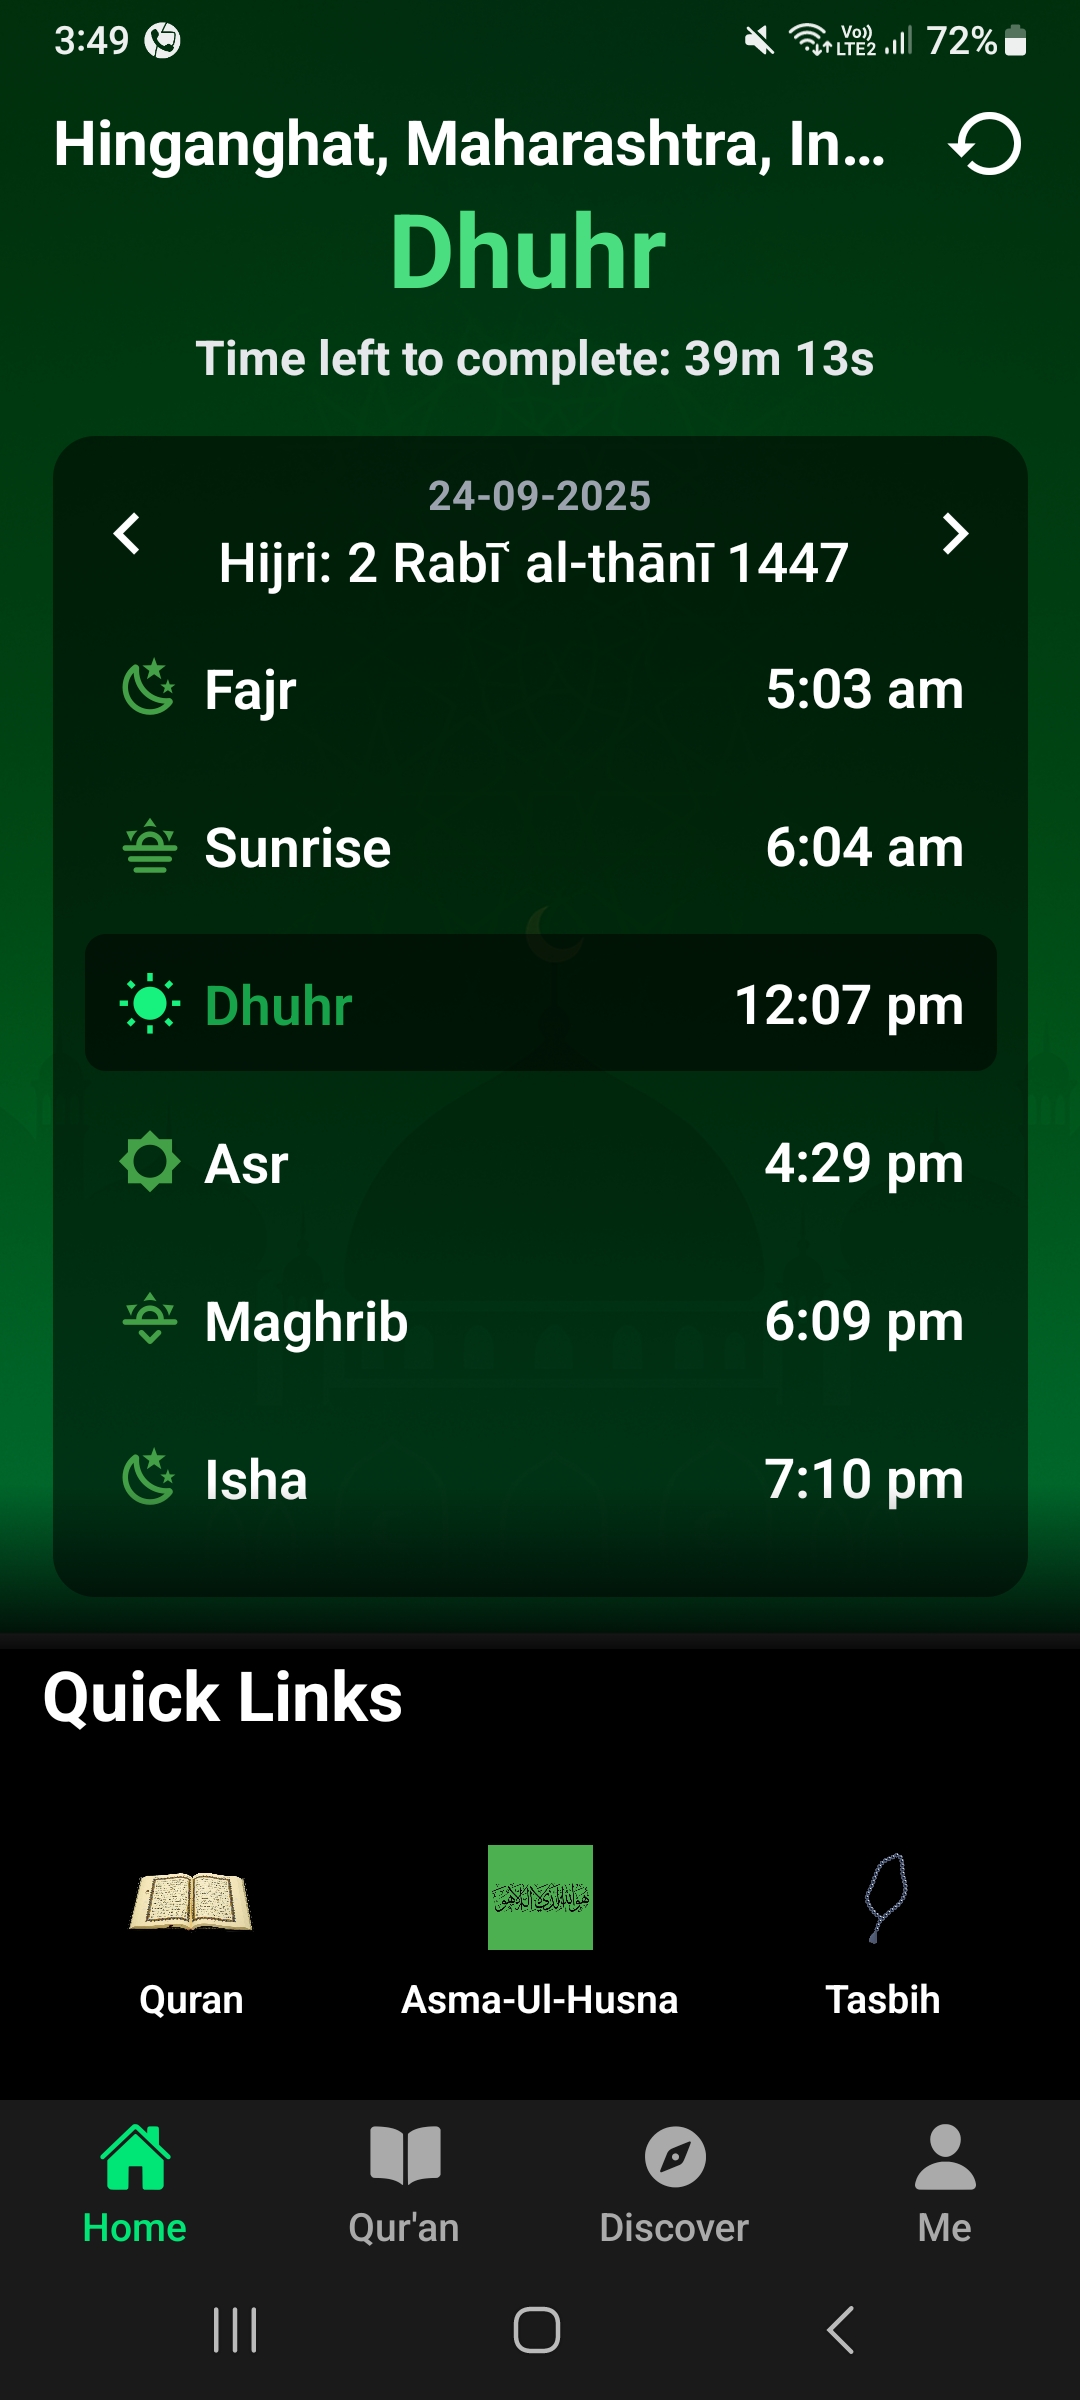 3:49
Vo)) LTE2 72%
Hinganghat, Maharashtra, In...
Dhuhr
Time left to complete: 39m 13s
24-09-2025
Hijri: 2 Rabīʿ al-thānī 1447
Fajr 5:03 am
Sunrise 6:04 am
Dhuhr 12:07 pm
Asr 4:29 pm
Maghrib 6:09 pm
Isha 7:10 pm
Quick Links
Quran Asma-Ul-Husna Tasbih
Home Qur'an Discover Me